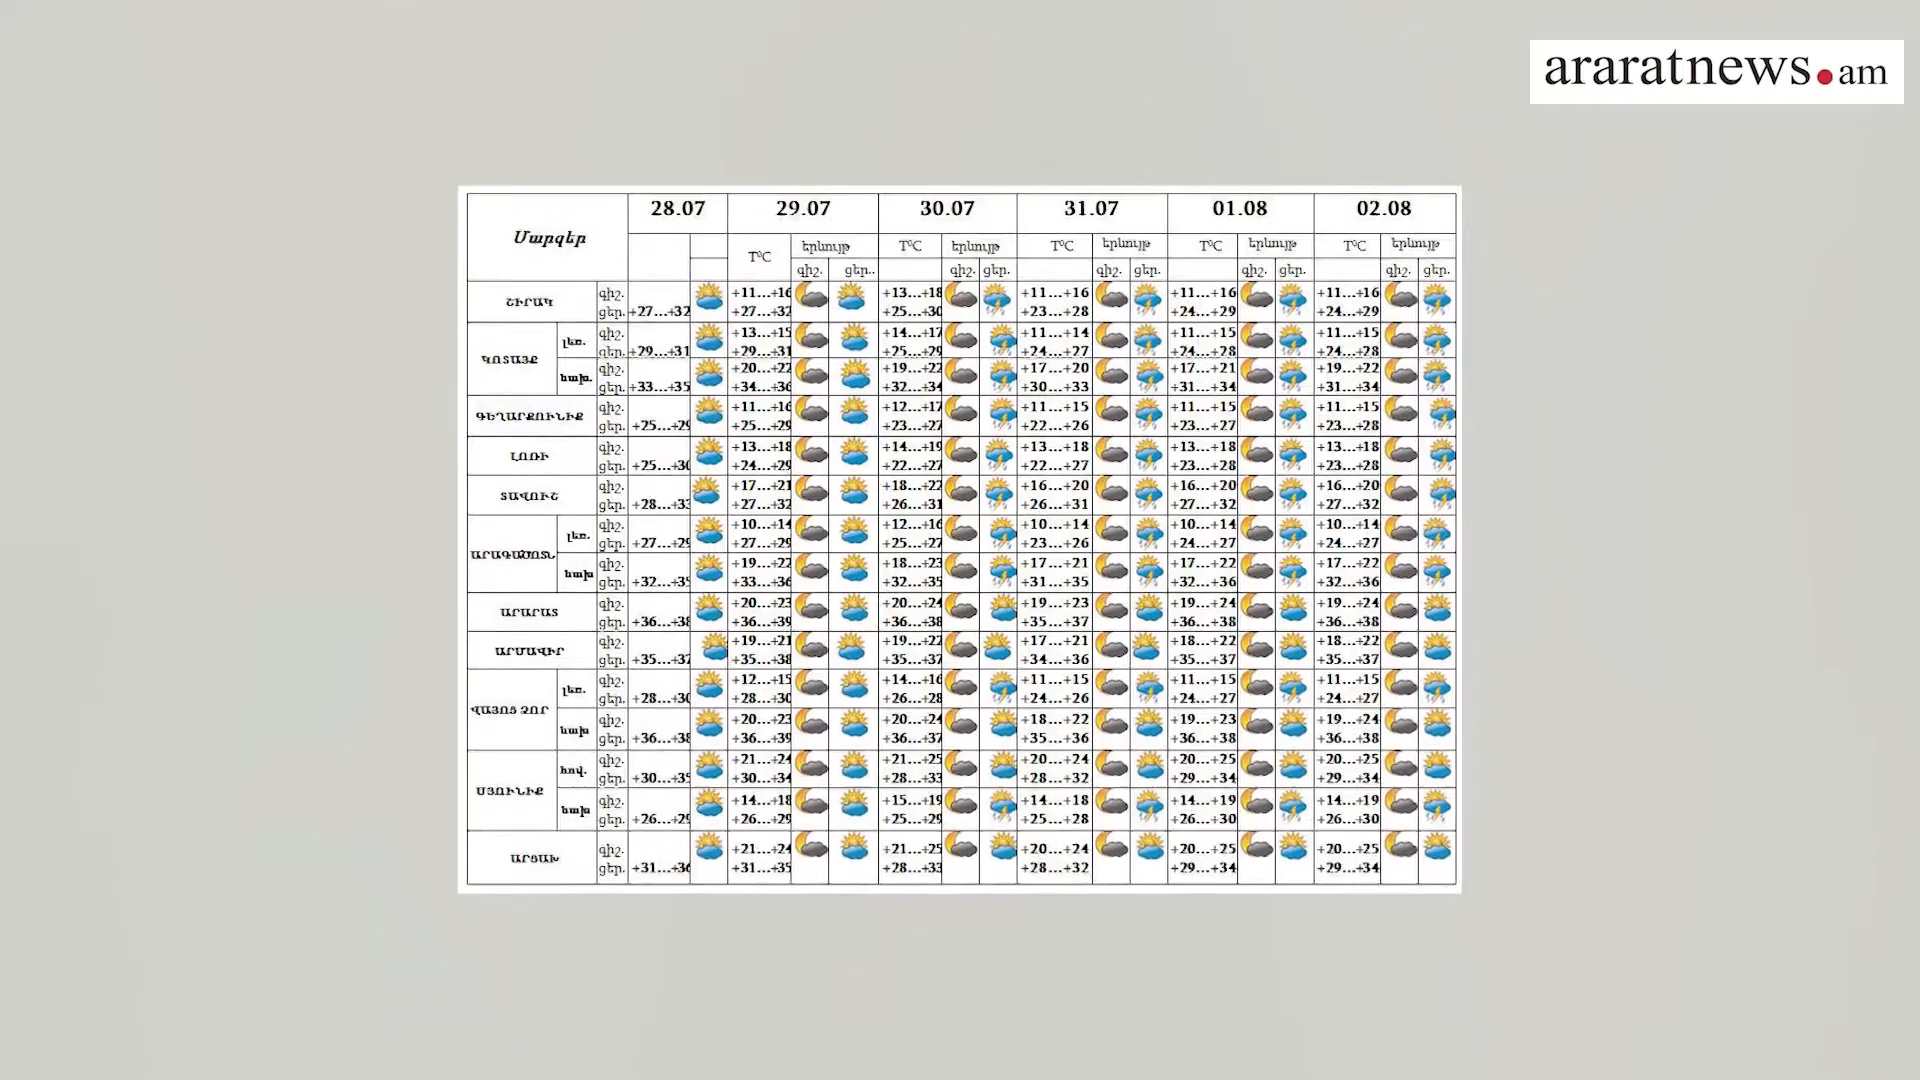 araratnews.am
Մարզեր 28.07 29.07 30.07 31.07 01.08 02.08
T⁰C երևույթ T⁰C երևույթ T⁰C երևույթ T⁰C երևույթ T⁰C երևույթ
գիշ. ցեր.. գիշ. ցեր. գիշ. ցեր. գիշ. ցեր. գիշ. ցեր.
ՇԻՐԱԿ գիշ. +11...+16 +13...+18 +11...+16 +11...+16 +11...+16
ցեր. +27...+32 +27...+32 +25...+30 +23...+28 +24...+29 +24...+29
ԿՈՏԱՅՔ լեռ. գիշ. +13...+15 +14...+17 +11...+14 +11...+15 +11...+15
ցեր. +29...+31 +29...+31 +25...+29 +24...+27 +24...+28 +24...+28
նախ. գիշ. +20...+22 +19...+22 +17...+20 +17...+21 +19...+22
ցեր. +33...+35 +34...+36 +32...+34 +30...+33 +31...+34 +31...+34
ԳԵՂԱՐՔՈՒՆԻՔ գիշ. +11...+16 +12...+17 +11...+15 +11...+15 +11...+15
ցեր. +25...+29 +25...+29 +23...+27 +22...+26 +23...+27 +23...+28
ԼՈՌԻ գիշ. +13...+18 +14...+19 +13...+18 +13...+18 +13...+18
ցեր. +25...+30 +24...+29 +22...+27 +22...+27 +23...+28 +23...+28
ՏԱՎՈՒՇ գիշ. +17...+21 +18...+22 +16...+20 +16...+20 +16...+20
ցեր. +28...+33 +27...+32 +26...+31 +26...+31 +27...+32 +27...+32
ԱՐԱԳԱԾՈՏՆ լեռ. գիշ. +10...+14 +12...+16 +10...+14 +10...+14 +10...+14
ցեր. +27...+29 +27...+29 +25...+27 +23...+26 +24...+27 +24...+27
նախ գիշ. +19...+22 +18...+23 +17...+21 +17...+22 +17...+22
ցեր. +32...+35 +33...+36 +32...+35 +31...+35 +32...+36 +32...+36
ԱՐԱՐԱՏ գիշ. +20...+23 +20...+24 +19...+23 +19...+24 +19...+24
ցեր. +36...+38 +36...+39 +36...+38 +35...+37 +36...+38 +36...+38
ԱՐՄԱՎԻՐ գիշ. +19...+21 +19...+22 +17...+21 +18...+22 +18...+22
ցեր. +35...+37 +35...+38 +35...+37 +34...+36 +35...+37 +35...+37
ՎԱՅՈՑ ՁՈՐ լեռ. գիշ. +12...+15 +14...+16 +11...+15 +11...+15 +11...+15
ցեր. +28...+30 +28...+30 +26...+28 +24...+26 +24...+27 +24...+27
նախ գիշ. +20...+23 +20...+24 +18...+22 +19...+23 +19...+24
ցեր. +36...+38 +36...+39 +36...+37 +35...+36 +36...+38 +36...+38
ՍՅՈՒՆԻՔ հով. գիշ. +21...+24 +21...+25 +20...+24 +20...+25 +20...+25
ցեր. +30...+35 +30...+34 +28...+33 +28...+32 +29...+34 +29...+34
նախ գիշ. +14...+18 +15...+19 +14...+18 +14...+19 +14...+19
ցեր. +26...+29 +26...+29 +25...+29 +25...+28 +26...+30 +26...+30
ԱՐՑԱԽ գիշ. +21...+24 +21...+25 +20...+24 +20...+25 +20...+25
ցեր. +31...+36 +31...+35 +28...+33 +28...+32 +29...+34 +29...+34